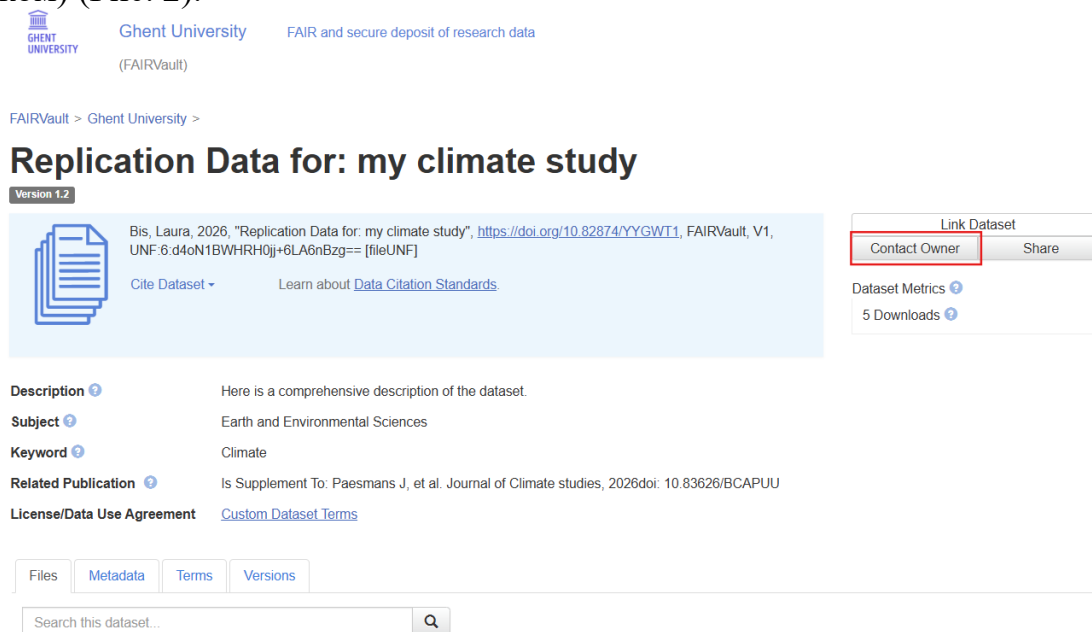 GHENT
UNIVERSITY
Ghent University
FAIR and secure deposit of research data
(FAIRVault)
FAIRVault > Ghent University >
Replication Data for: my climate study
Version 1.2
Bis, Laura, 2026, "Replication Data for: my climate study", https://doi.org/10.82874/YYGWT1, FAIRVault, V1,
UNF:6:d4oN1BWHRH0jj+6LA6nBzg== [fileUNF]
Cite Dataset
Learn about Data Citation Standards.
Link Dataset
Contact Owner
Share
Dataset Metrics ?
5 Downloads ?
Description ? Here is a comprehensive description of the dataset.
Subject ? Earth and Environmental Sciences
Keyword ? Climate
Related Publication ? Is Supplement To: Paesmans J, et al. Journal of Climate studies, 2026doi: 10.83626/BCAPUU
License/Data Use Agreement Custom Dataset Terms
Files Metadata Terms Versions
Search this dataset...